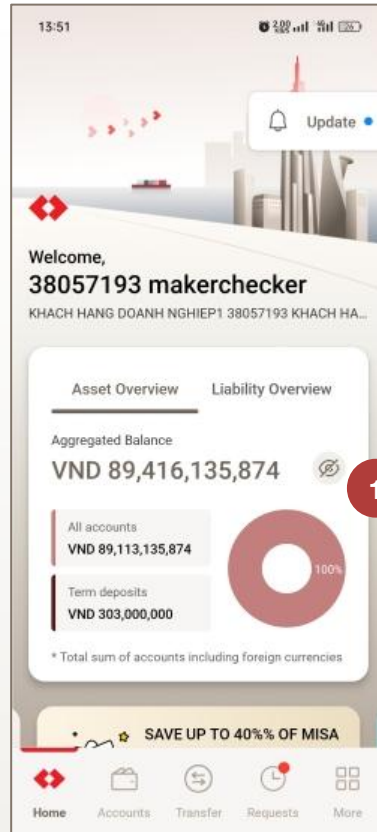 13:51
Update
Welcome,
38057193 makerchecker
KHACH HANG DOANH NGHIEP1 38057193 KHACH HA...
Asset Overview Liability Overview
Aggregated Balance
VND 89,416,135,874
1
All accounts
VND 89,113,135,874
100%
Term deposits
VND 303,000,000
* Total sum of accounts including foreign currencies
SAVE UP TO 40%% OF MISA
Home Accounts Transfer Requests More